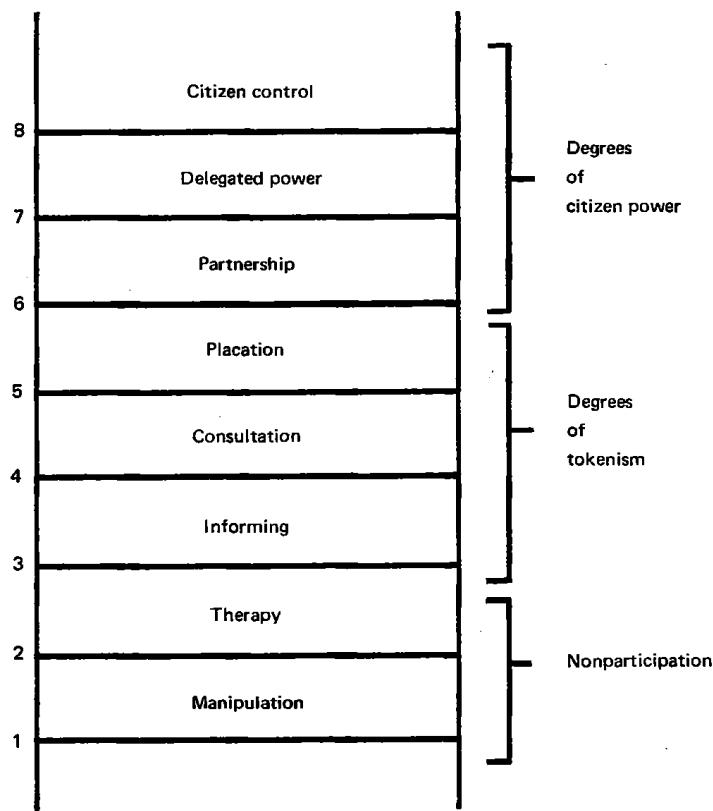 Citizen control
8
Delegated power
7
Partnership
6
Placation
5
Consultation
4
Informing
3
Therapy
2
Manipulation
1
Degrees
of
citizen power
Degrees
of
tokenism
Nonparticipation